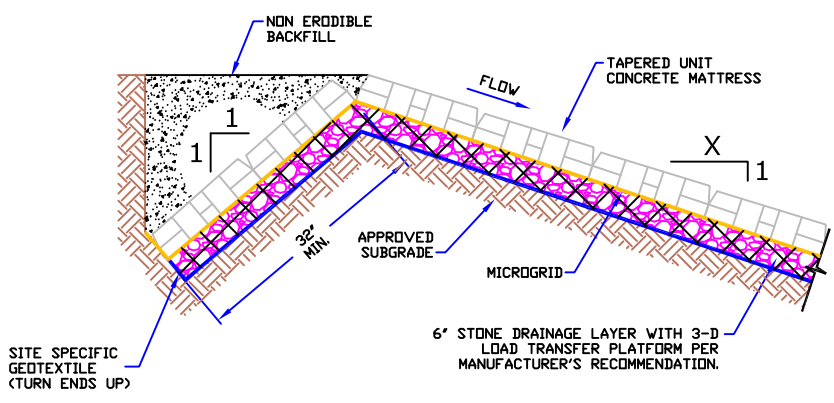 NON ERODIBLE
BACKFILL
TAPERED UNIT
CONCRETE MATTRESS
FLOW
1
1
X
1
32"
MIN.
APPROVED
SUBGRADE
MICROGRID
6" STONE DRAINAGE LAYER WITH 3-D
LOAD TRANSFER PLATFORM PER
MANUFACTURER'S RECOMMENDATION.
SITE SPECIFIC
GEOTEXTILE
(TURN ENDS UP)